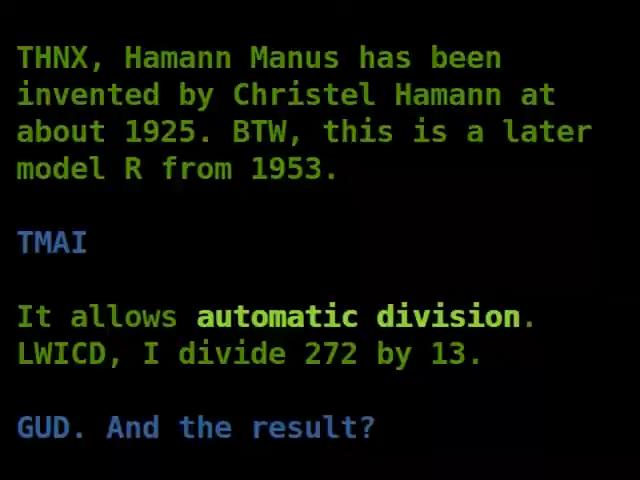 THNX, Hamann Manus has been
invented by Christel Hamann at
about 1925. BTW, this is a later
model R from 1953.
TMAI
It allows automatic division.
LWICD, I divide 272 by 13.
GUD. And the result?